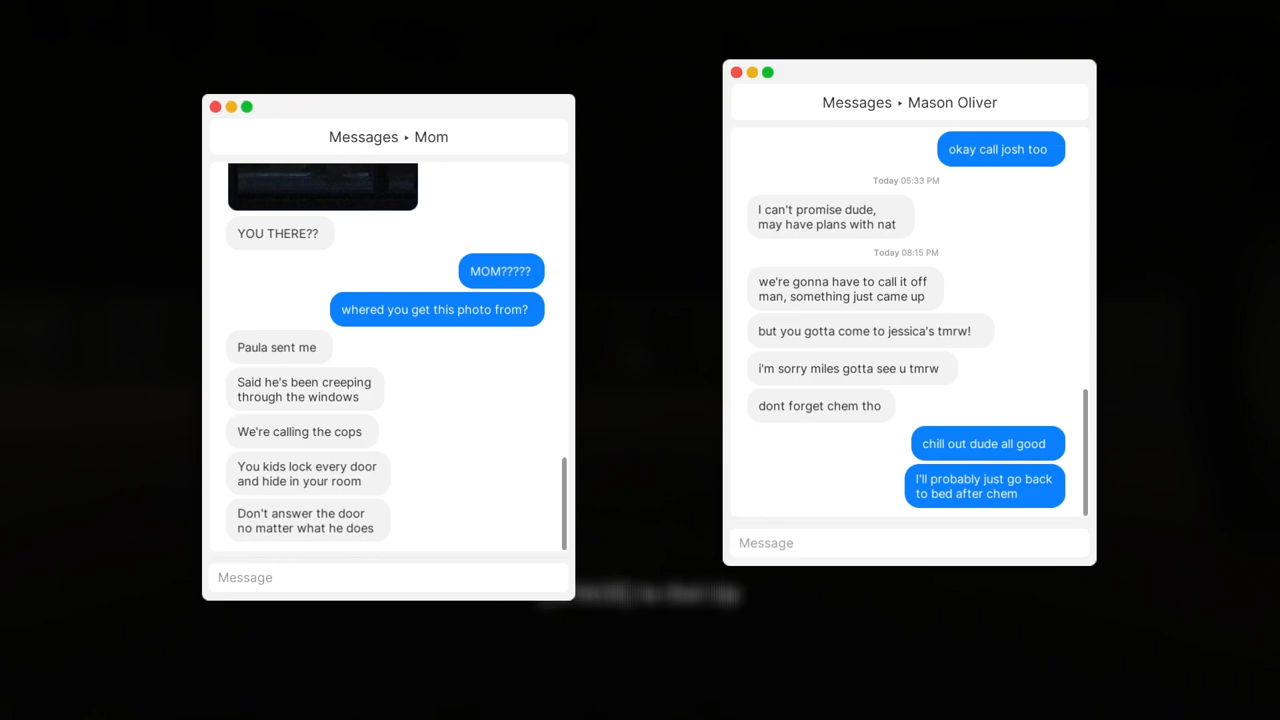 Messages ‣ Mom
YOU THERE??
MOM?????
whered you get this photo from?
Paula sent me
Said he's been creeping
through the windows
We're calling the cops
You kids lock every door
and hide in your room
Don't answer the door
no matter what he does
Message
Messages ‣ Mason Oliver
okay call josh too
Today 05:33 PM
I can't promise dude,
may have plans with nat
Today 08:15 PM
we're gonna have to call it off
man, something just came up
but you gotta come to jessica's tmrw!
i'm sorry miles gotta see u tmrw
dont forget chem tho
chill out dude all good
I'll probably just go back
to bed after chem
Message